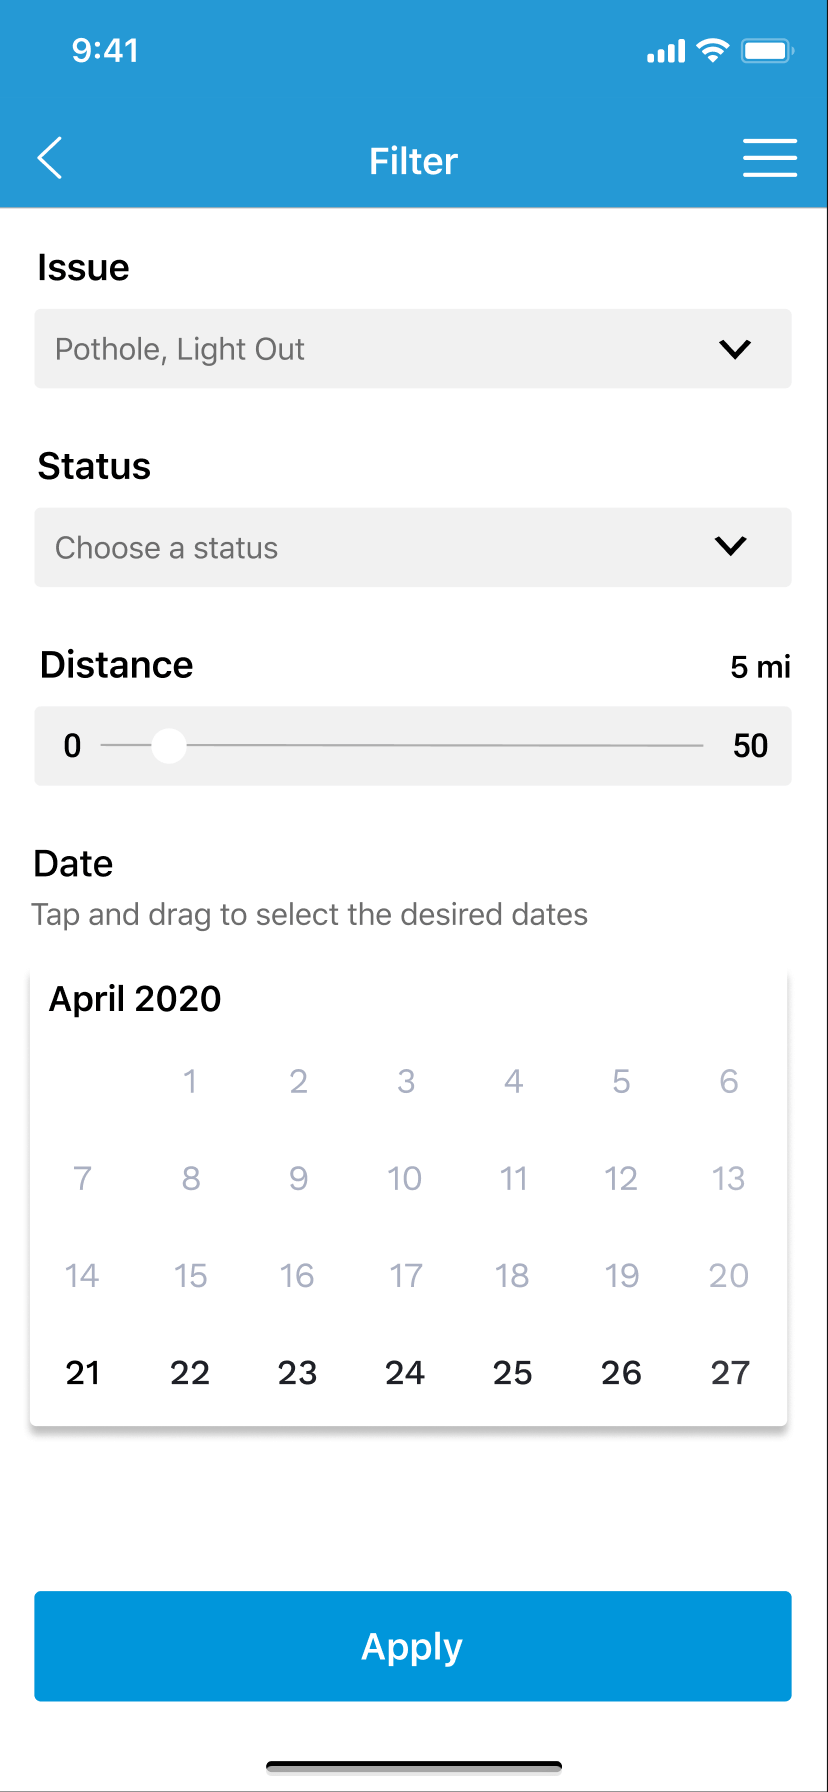 9:41
Filter
Issue
Pothole, Light Out
Status
Choose a status
Distance 5 mi
0 50
Date
Tap and drag to select the desired dates
April 2020
1 2 3 4 5 6
7 8 9 10 11 12 13
14 15 16 17 18 19 20
21 22 23 24 25 26 27
Apply